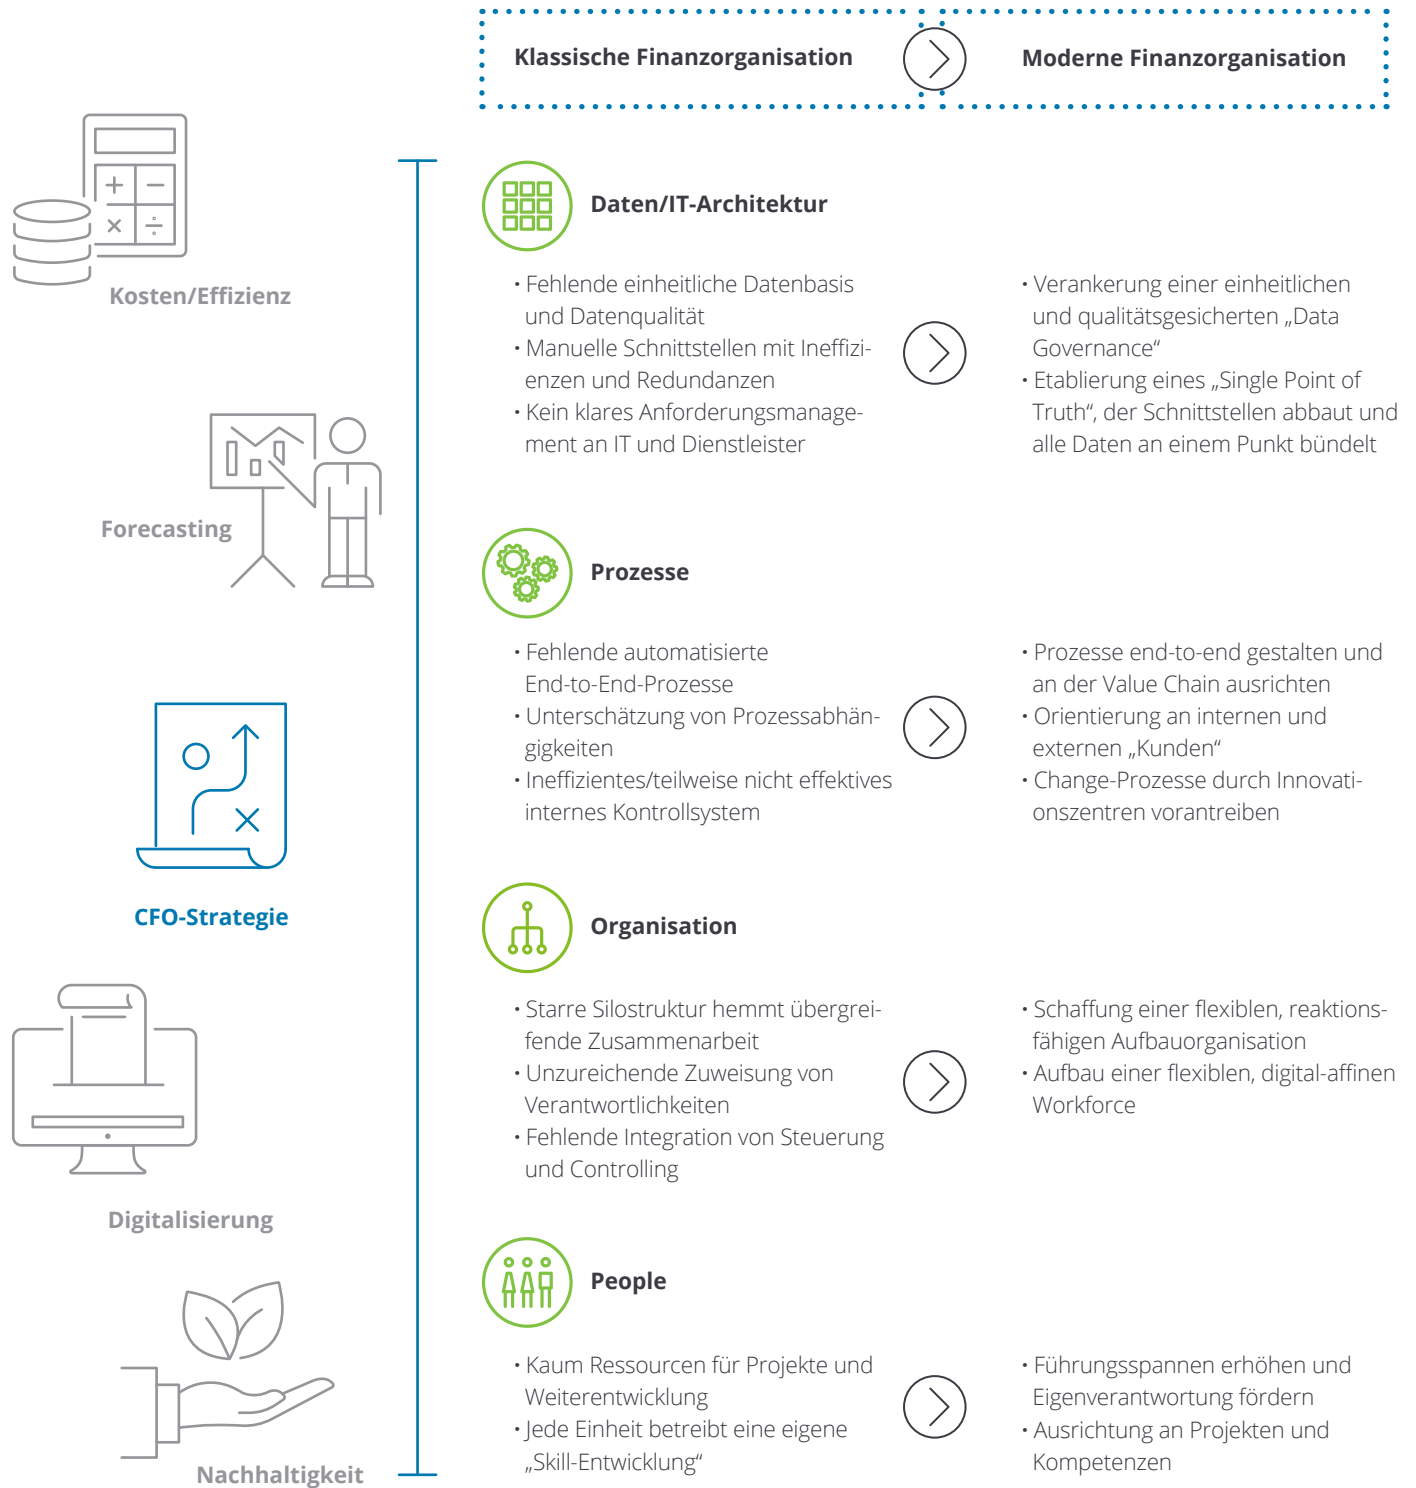 Klassische Finanzorganisation
Moderne Finanzorganisation
Kosten/Effizienz
Forecasting
CFO-Strategie
Digitalisierung
Nachhaltigkeit
Daten/IT-Architektur
• Fehlende einheitliche Datenbasis
und Datenqualität
• Manuelle Schnittstellen mit Ineffizi-
enzen und Redundanzen
• Kein klares Anforderungsmanage-
ment an IT und Dienstleister
• Verankerung einer einheitlichen
und qualitätsgesicherten „Data
Governance“
• Etablierung eines „Single Point of
Truth“, der Schnittstellen abbaut und
alle Daten an einem Punkt bündelt
Prozesse
• Fehlende automatisierte
End-to-End-Prozesse
• Unterschätzung von Prozessabhän-
gigkeiten
• Ineffizientes/teilweise nicht effektives
internes Kontrollsystem
• Prozesse end-to-end gestalten und
an der Value Chain ausrichten
• Orientierung an internen und
externen „Kunden“
• Change-Prozesse durch Innovati-
onszentren vorantreiben
Organisation
• Starre Silostruktur hemmt übergrei-
fende Zusammenarbeit
• Unzureichende Zuweisung von
Verantwortlichkeiten
• Fehlende Integration von Steuerung
und Controlling
• Schaffung einer flexiblen, reaktions-
fähigen Aufbauorganisation
• Aufbau einer flexiblen, digital-affinen
Workforce
People
• Kaum Ressourcen für Projekte und
Weiterentwicklung
• Jede Einheit betreibt eine eigene
„Skill-Entwicklung“
• Führungsspannen erhöhen und
Eigenverantwortung fördern
• Ausrichtung an Projekten und
Kompetenzen